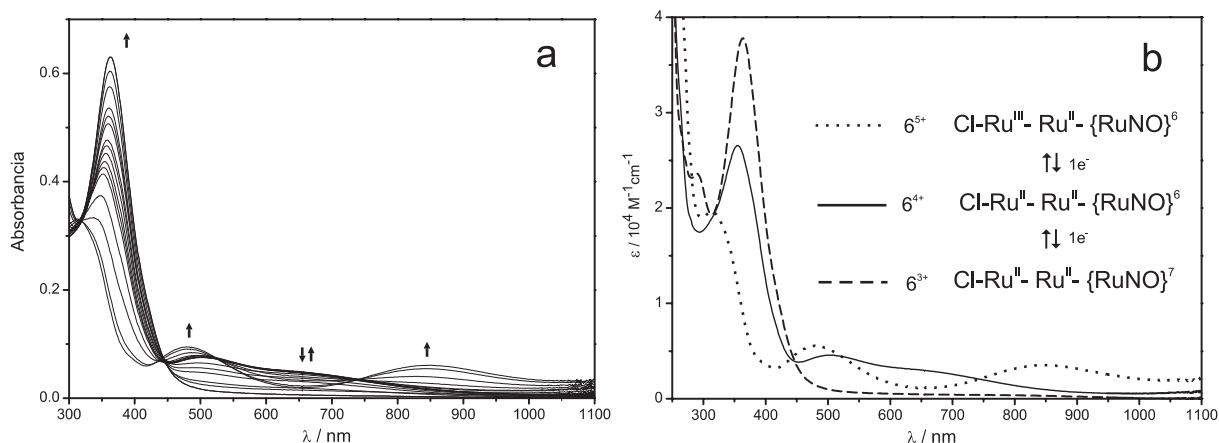 a
Absorbancia
0.6
0.4
0.2
0.0
300 400 500 600 700 800 900 1000 1100
λ / nm
b
ε / 10⁴ M⁻¹cm⁻¹
4
3
2
1
0
300 400 500 600 700 800 900 1000 1100
λ / nm
6⁵⁺ Cl-Ruᴵᴵᴵ- Ruᴵᴵ- {RuNO}⁶
↑↓ 1e⁻
6⁴⁺ Cl-Ruᴵᴵ- Ruᴵᴵ- {RuNO}⁶
↑↓ 1e⁻
6³⁺ Cl-Ruᴵᴵ- Ruᴵᴵ- {RuNO}⁷